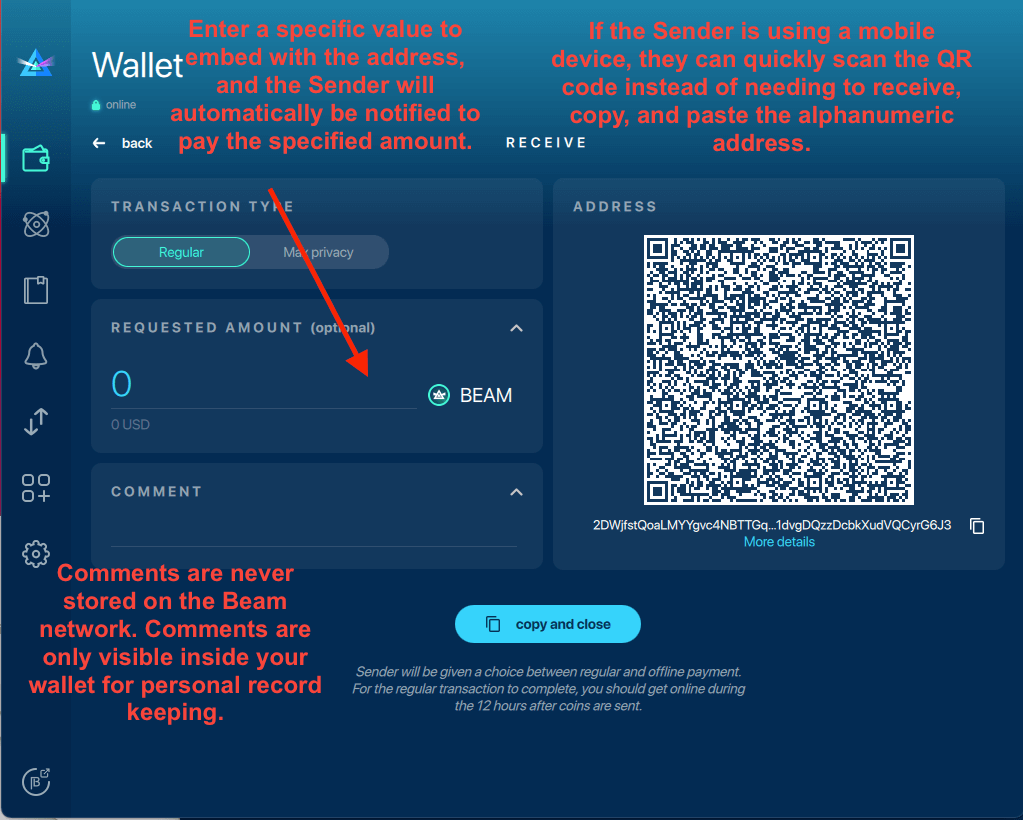 Enter a specific value to
embed with the address,
and the Sender will
automatically be notified to
pay the specified amount.
If the Sender is using a mobile
device, they can quickly scan the QR
code instead of needing to receive,
copy, and paste the alphanumeric
address.
Wallet
online
back
RECEIVE
TRANSACTION TYPE
Regular
Max privacy
REQUESTED AMOUNT (optional)
0
BEAM
0 USD
COMMENT
ADDRESS
2DWjfstQoaLMYYgvc4NBTTGq...1dvgDQzzDcbkXudVQCyrG6J3
More details
Comments are never
stored on the Beam
network. Comments are
only visible inside your
wallet for personal record
keeping.
copy and close
Sender will be given a choice between regular and offline payment.
For the regular transaction to complete, you should get online during
the 12 hours after coins are sent.